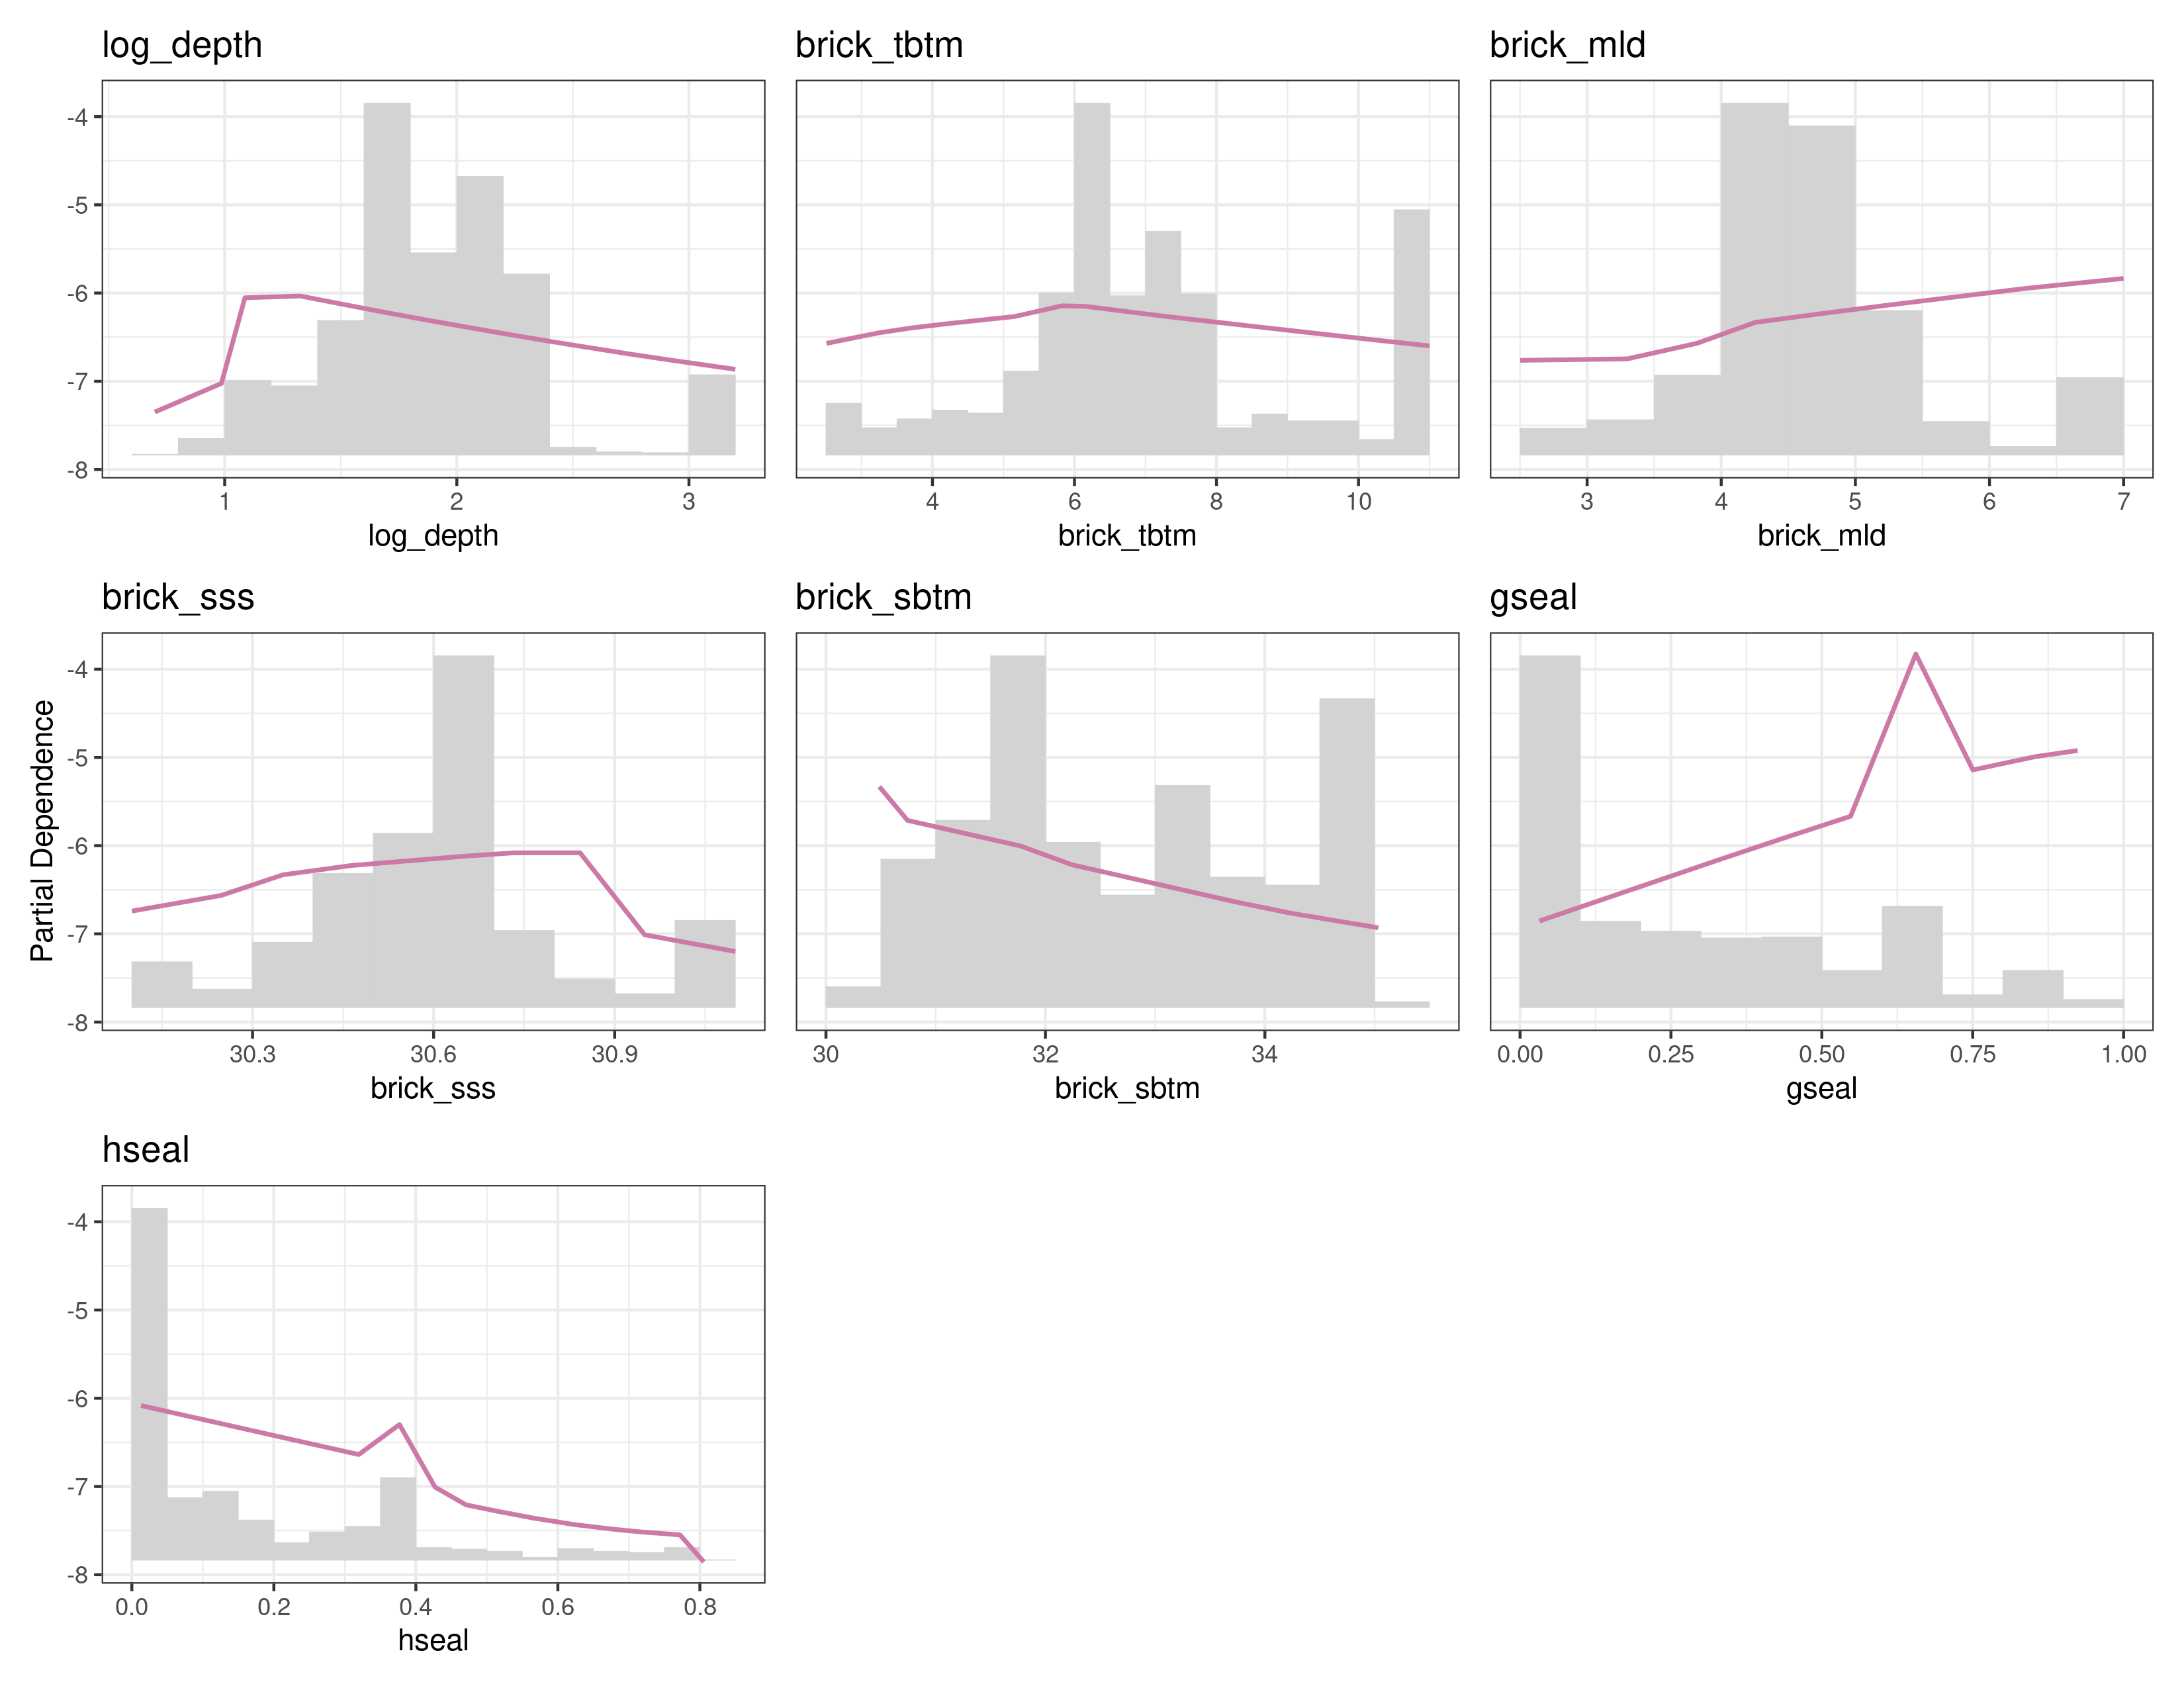 log_depth
brick_tbtm
brick_mld
-4
-5
-6
-7
-8
1 2 3
4 6 8 10
3 4 5 6 7
log_depth
brick_tbtm
brick_mld
brick_sss
brick_sbtm
gseal
Partial Dependence
-4
-5
-6
-7
-8
30.3 30.6 30.9
30 32 34
0.00 0.25 0.50 0.75 1.00
brick_sss
brick_sbtm
gseal
hseal
-4
-5
-6
-7
-8
0.0 0.2 0.4 0.6 0.8
hseal